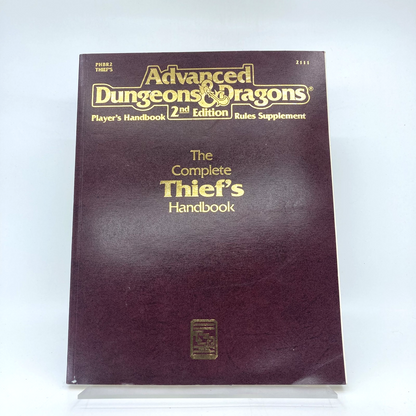 PHBR2
THIEF'S
2111
Advanced
Dungeons & Dragons®
Player's Handbook 2nd Edition Rules Supplement
The
Complete
Thief's
Handbook